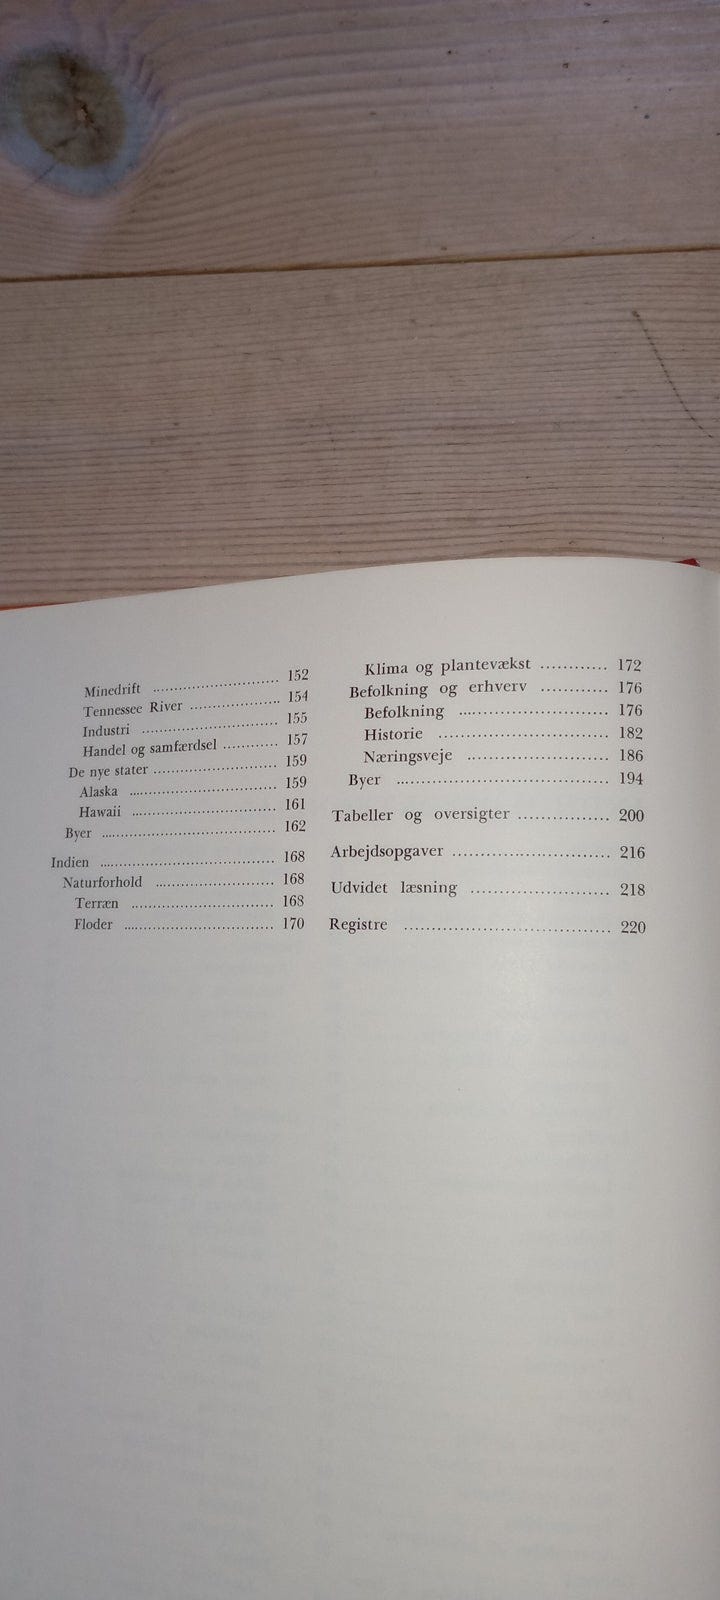 Minedrift ........................... 152
Tennessee River .................... 154
Industri ........................... 155
Handel og samfærdsel ........... 157
De nye stater ........................ 159
Alaska ............................. 159
Hawaii ............................. 161
Byer ................................... 162
Indien ................................... 168
Naturforhold ........................ 168
Terræn ............................. 168
Floder ............................. 170
Klima og plantevækst ............ 172
Befolkning og erhverv ............ 176
Befolkning .......................... 176
Historie ............................. 182
Næringsveje ........................ 186
Byer ..................................... 194
Tabeller og oversigter ................ 200
Arbejdsopgaver ........................... 216
Udvidet læsning ........................ 218
Registre .................................... 220